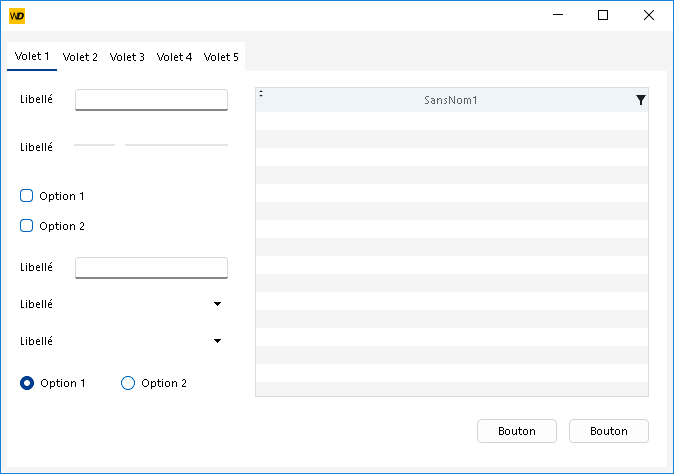 WD
Volet 1 Volet 2 Volet 3 Volet 4 Volet 5
Libellé
SansNom1
Libellé
Option 1
Option 2
Libellé
Libellé
Libellé
Option 1 Option 2
Bouton Bouton